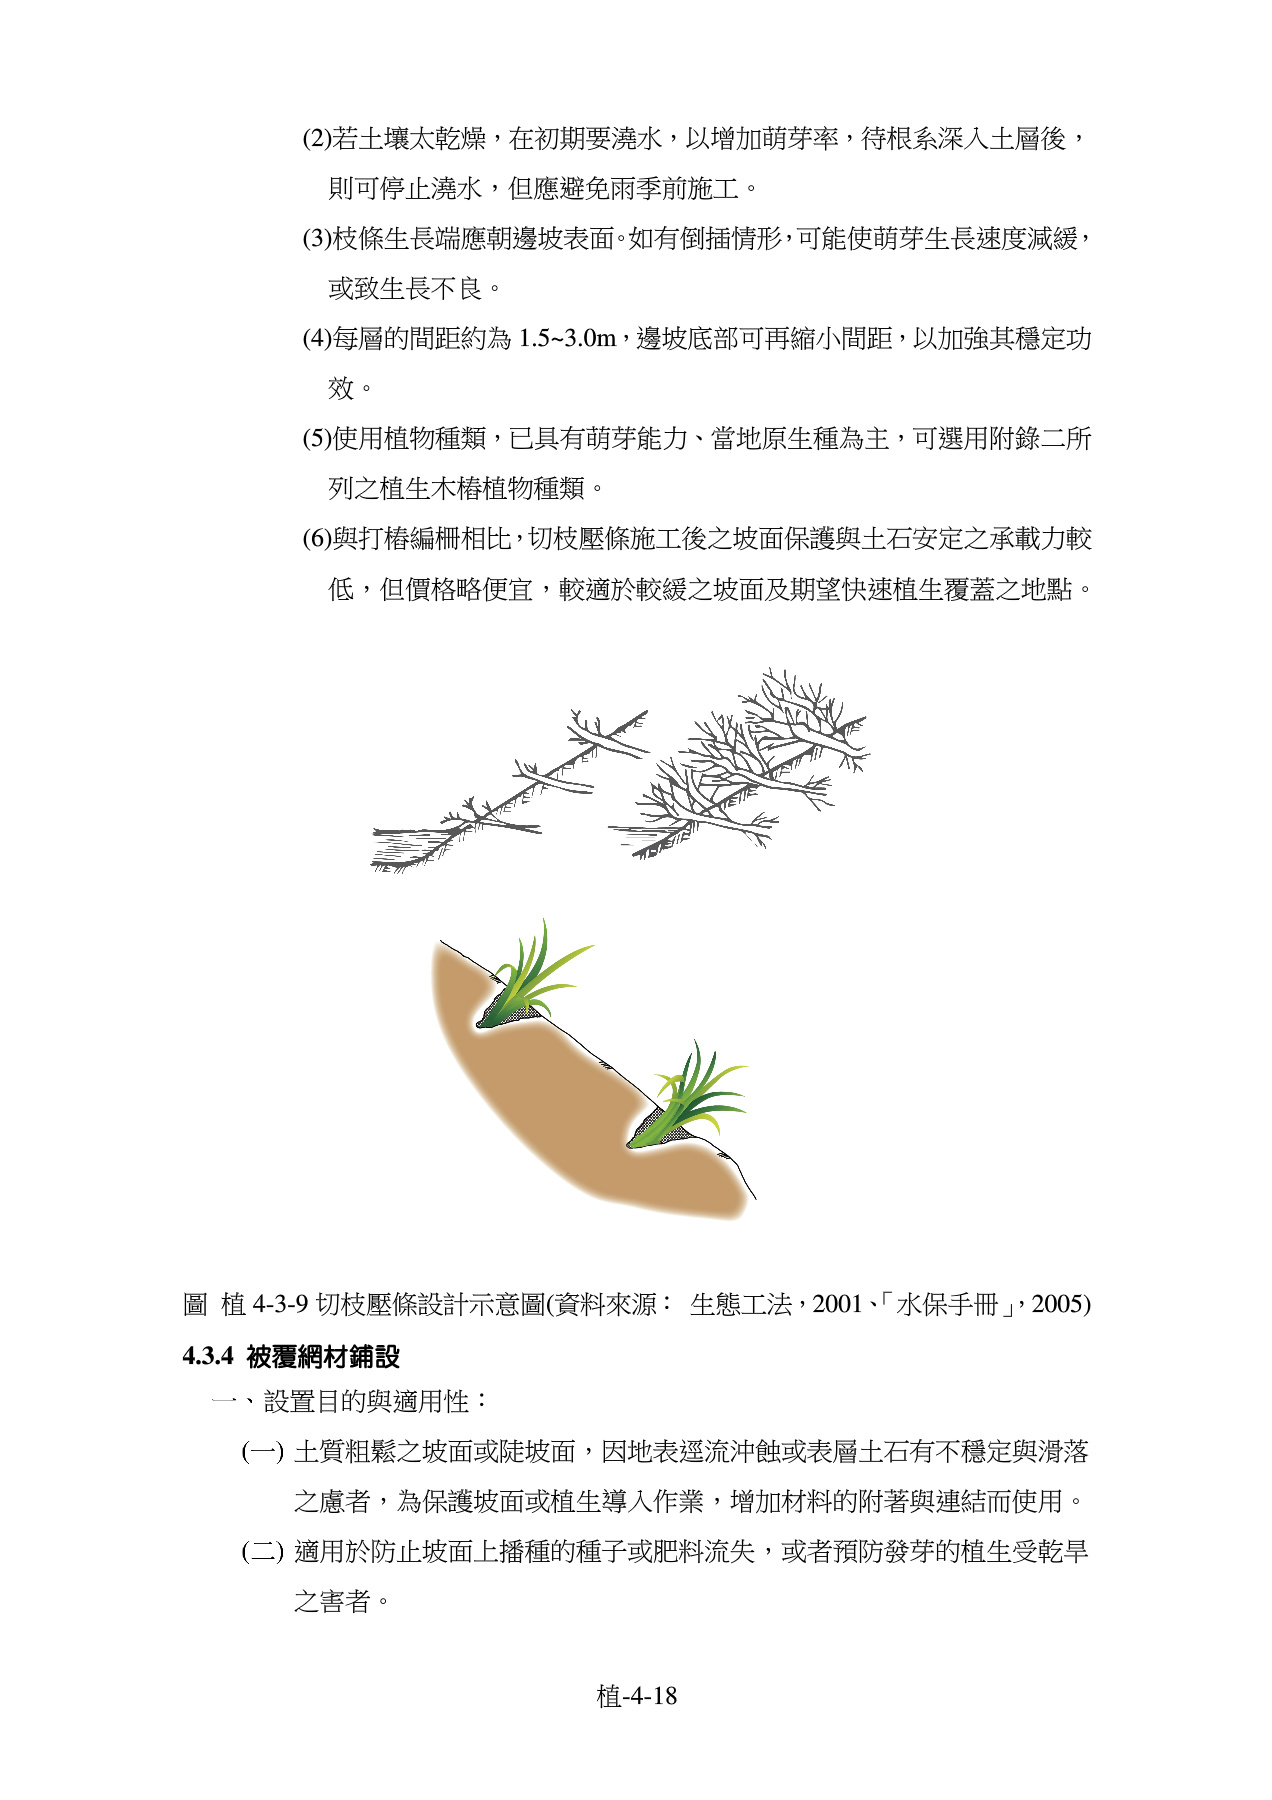 (2)若土壤太乾燥，在初期要澆水，以增加萌芽率，待根系深入土層後，
則可停止澆水，但應避免雨季前施工。
(3)枝條生長端應朝邊坡表面。如有倒插情形，可能使萌芽生長速度減緩，
或致生長不良。
(4)每層的間距約為 1.5~3.0m，邊坡底部可再縮小間距，以加強其穩定功
效。
(5)使用植物種類，已具有萌芽能力、當地原生種為主，可選用附錄二所
列之植生木樁植物種類。
(6)與打樁編柵相比，切枝壓條施工後之坡面保護與土石安定之承載力較
低，但價格略便宜，較適於較緩之坡面及期望快速植生覆蓋之地點。
圖 植 4-3-9 切枝壓條設計示意圖(資料來源： 生態工法，2001、「水保手冊」，2005)
4.3.4 被覆網材鋪設
一、設置目的與適用性：
(一) 土質粗鬆之坡面或陡坡面，因地表逕流沖蝕或表層土石有不穩定與滑落
之慮者，為保護坡面或植生導入作業，增加材料的附著與連結而使用。
(二) 適用於防止坡面上播種的種子或肥料流失，或者預防發芽的植生受乾旱
之害者。
植-4-18